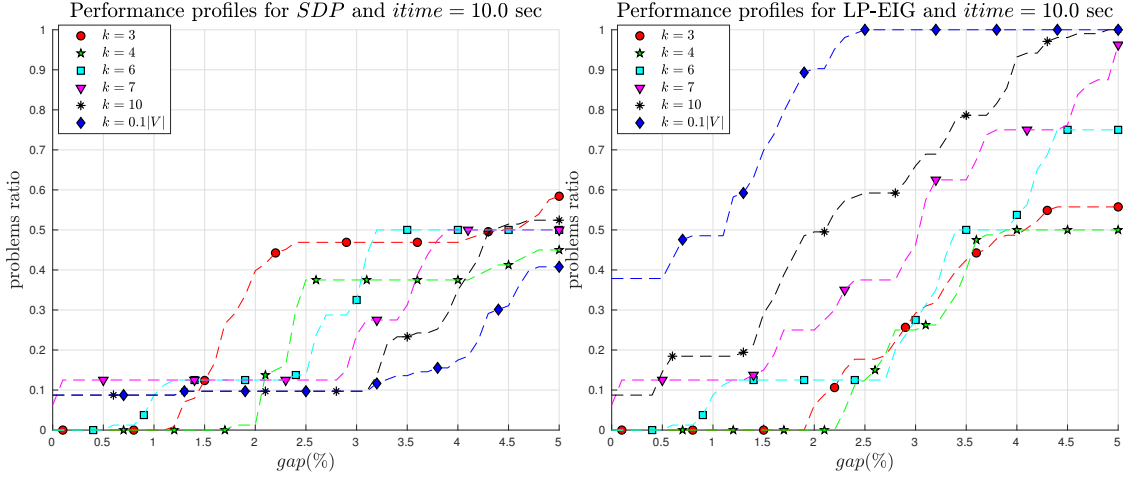 Performance profiles for SDP and itime = 10.0 sec
1
0.9
0.8
0.7
0.6
0.5
0.4
0.3
0.2
0.1
0
problems ratio
k = 3
k = 4
k = 6
k = 7
k = 10
k = 0.1|V|
0
0.5
1
1.5
2
2.5
3
3.5
4
4.5
5
gap(%)
Performance profiles for LP-EIG and itime = 10.0 sec
1
0.9
0.8
0.7
0.6
0.5
0.4
0.3
0.2
0.1
0
problems ratio
k = 3
k = 4
k = 6
k = 7
k = 10
k = 0.1|V|
0
0.5
1
1.5
2
2.5
3
3.5
4
4.5
5
gap(%)